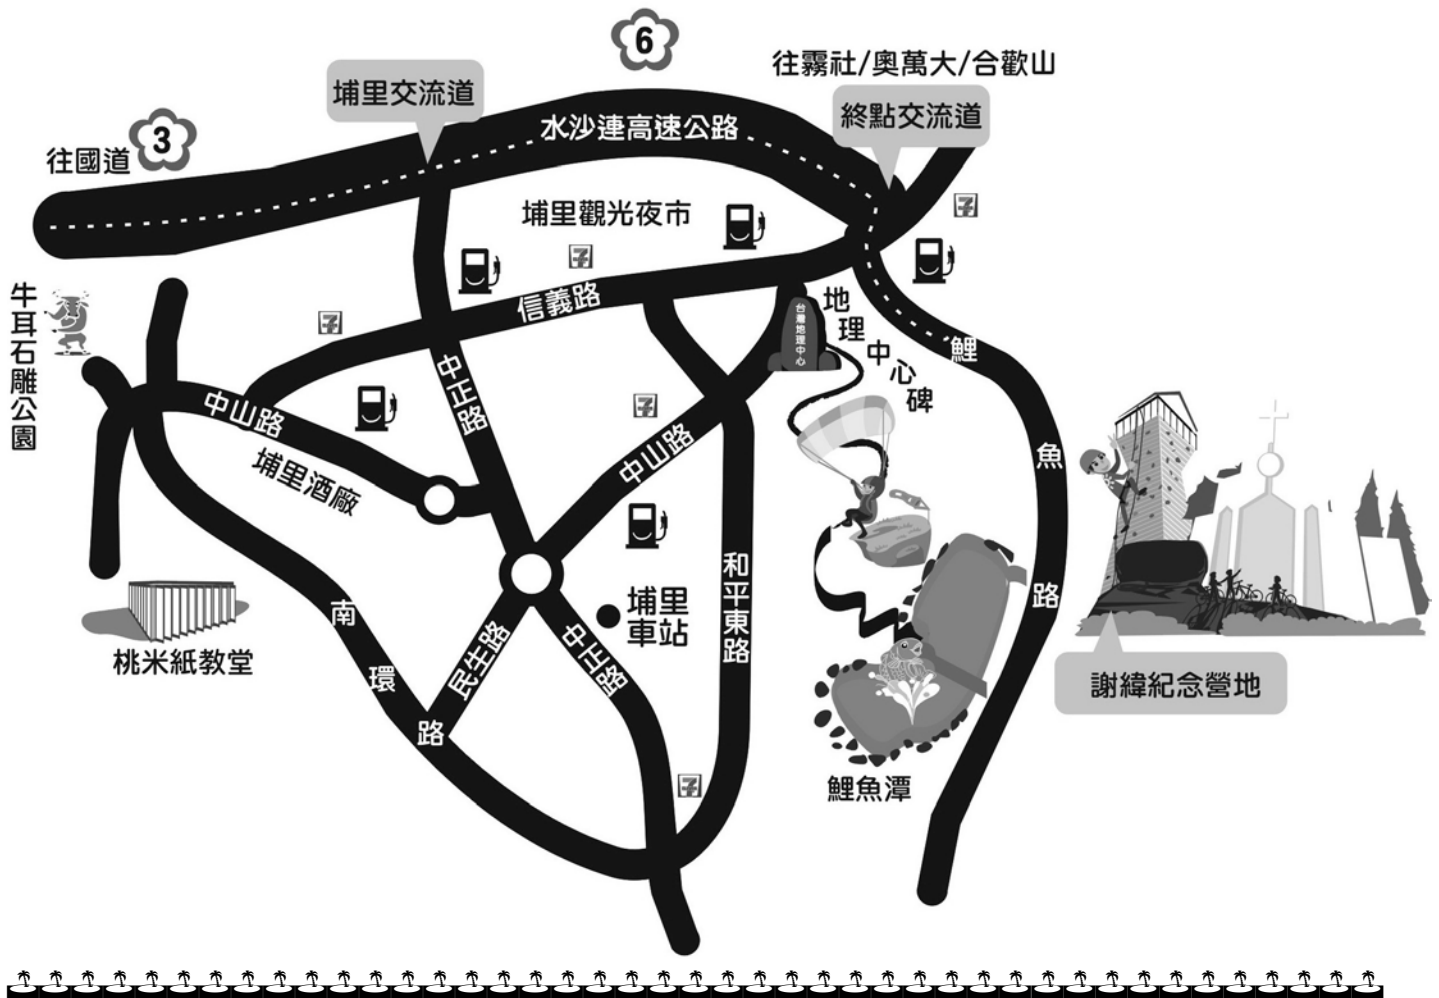 6
往霧社/奧萬大/合歡山
埔里交流道
終點交流道
水沙連高速公路
3
往國道
7
埔里觀光夜市
7
牛耳石雕公園
信義路
地理中心碑
台灣地理中心
7
鯉魚路
中正路
中山路
7
中山路
埔里酒廠
和平東路
埔里
車站
南環路
民生路
中正路
桃米紙教堂
謝緯紀念營地
7
鯉魚潭